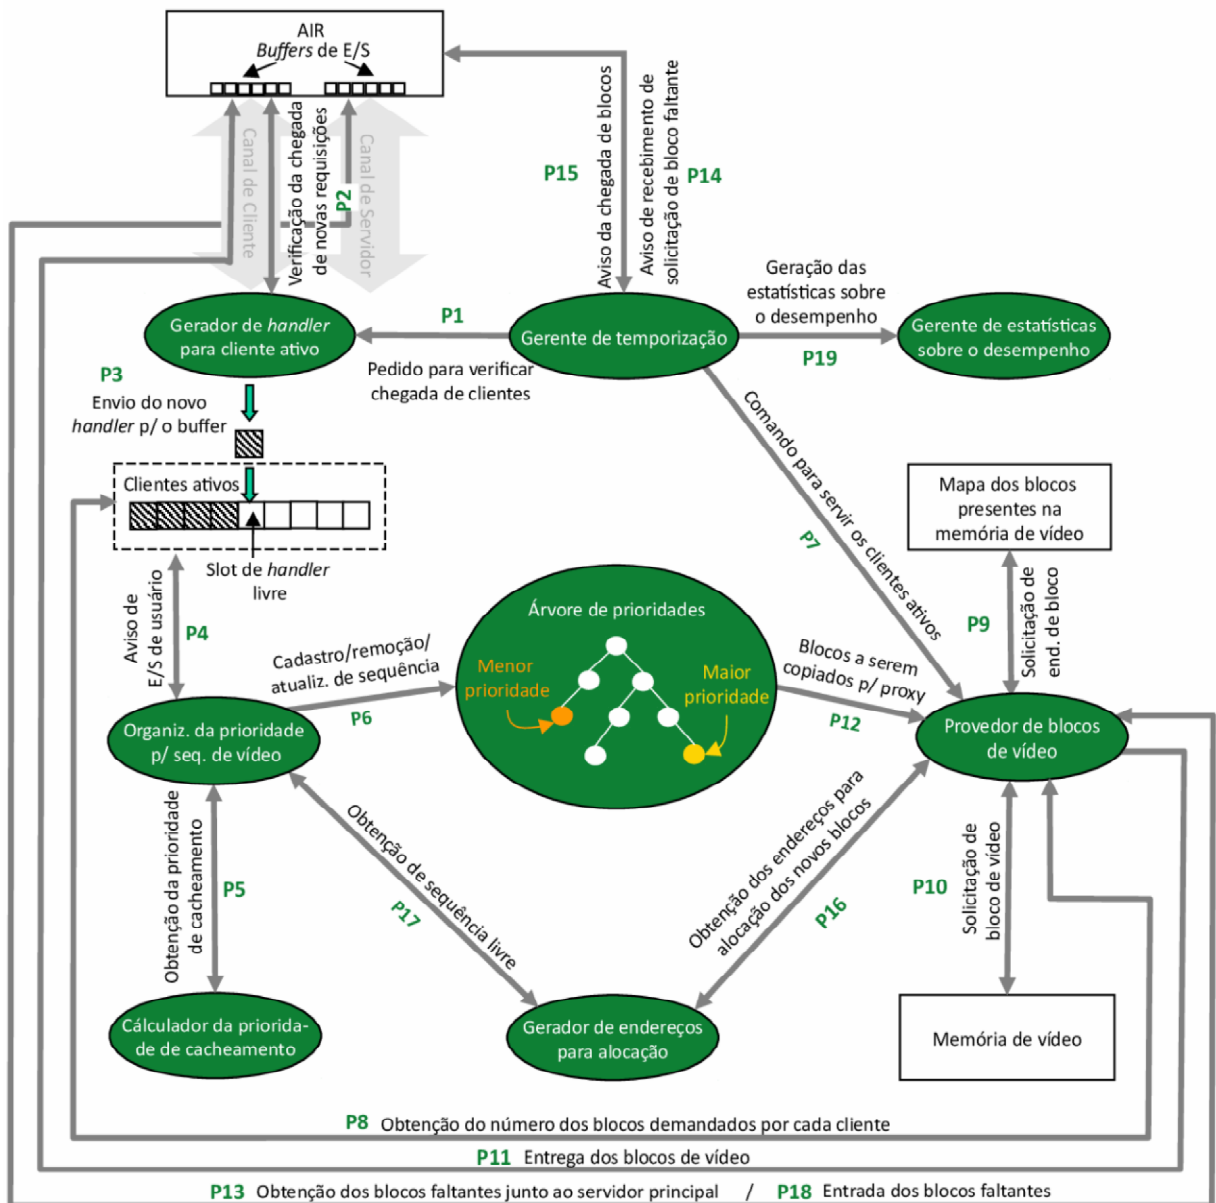 AIR
Buffers de E/S
Canal de Cliente
Verificação da chegada
de novas requisições
P2
Canal de Servidor
Aviso da chegada de blocos
P15
Aviso de recebimento de
solicitação de bloco faltante
P14
Gerador de handler
para cliente ativo
P1
Pedido para verificar
chegada de clientes
Gerente de temporização
Geração das
estatísticas sobre
o desempenho
P19
Gerente de estatísticas
sobre o desempenho
P3
Envio do novo
handler p/ o buffer
Clientes ativos
Slot de handler
livre
Comando para servir os clientes ativos
P7
Mapa dos blocos
presentes na
memória de vídeo
Aviso de
E/S de usuário
P4
Cadastro/remoção/
atualiz. de sequência
P6
Árvore de prioridades
Menor
prioridade
Maior
prioridade
Blocos a serem
copiados p/ proxy
P12
P9
Solicitação de
end. de bloco
Organiz. da prioridade
p/ seq. de vídeo
Provedor de blocos
de vídeo
Obtenção da prioridade
de cacheamento
P5
Obtenção de sequência livre
P17
Obtenção dos endereços para
alocação dos novos blocos
P16
P10
Solicitação de
bloco de vídeo
Cálculador da priorida-
de de cacheamento
Gerador de endereços
para alocação
Memória de vídeo
P8 Obtenção do número dos blocos demandados por cada cliente
P11 Entrega dos blocos de vídeo
P13 Obtenção dos blocos faltantes junto ao servidor principal / P18 Entrada dos blocos faltantes